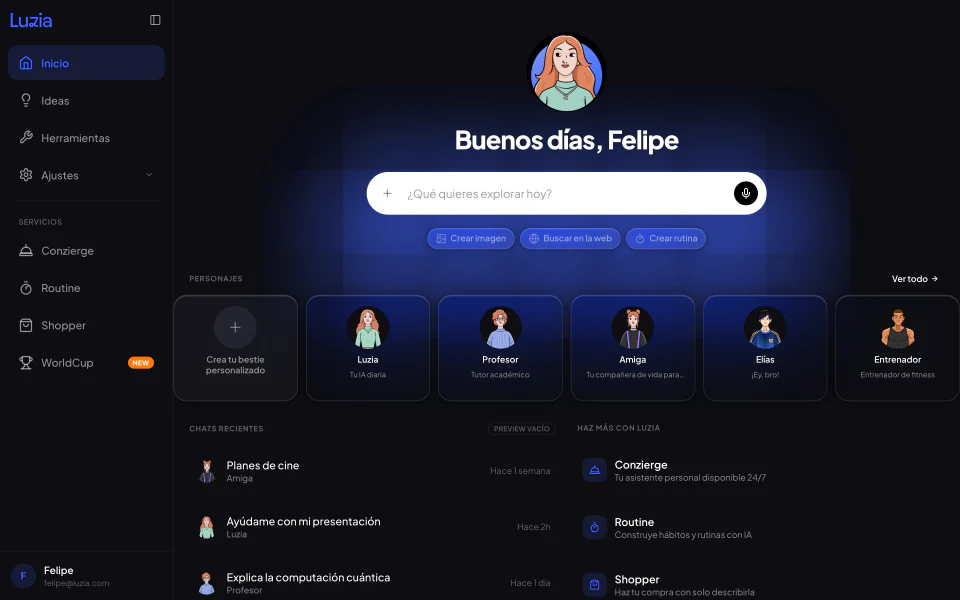 Luzia
Inicio
Ideas
Herramientas
Ajustes
SERVICIOS
Conzierge
Routine
Shopper
WorldCup NEW
F
Felipe
felipe@luzia.com
Buenos días, Felipe
¿Qué quieres explorar hoy?
Crear imagen Buscar en la web Crear rutina
PERSONAJES Ver todo →
Crea tu bestie
personalizado
Luzia
Tu IA diaria
Profesor
Tutor académico
Amiga
Tu compañera de vida para...
Elías
¡Ey, bro!
Entrenador
Entrenador de fitness
CHATS RECIENTES PREVIEW VACÍO
Planes de cine
Amiga
Hace 1 semana
Ayúdame con mi presentación
Luzia
Hace 2h
Explica la computación cuántica
Profesor
Hace 1 día
HAZ MÁS CON LUZIA
Conzierge
Tu asistente personal disponible 24/7
Routine
Construye hábitos y rutinas con IA
Shopper
Haz tu compra con solo describirla